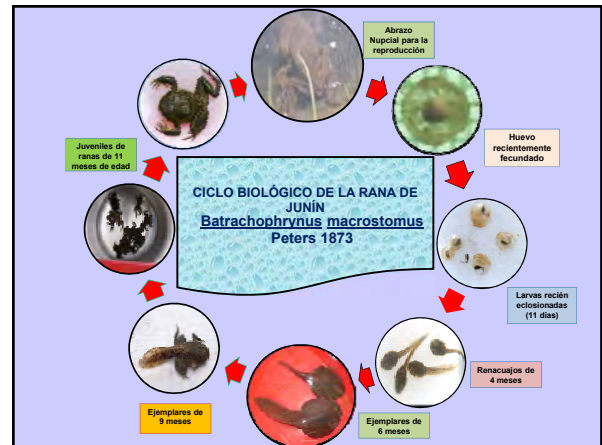 Abrazo
Nupcial para la
reproducción
Huevo
recientemente
fecundado
Larvas recién
eclosionadas
(11 días)
Renacuajos de
4 meses
Ejemplares de
6 meses
Ejemplares de
9 meses
Juveniles de
ranas de 11
meses de edad
CICLO BIOLÓGICO DE LA RANA DE
JUNÍN
Batrachophrynus macrostomus
Peters 1873